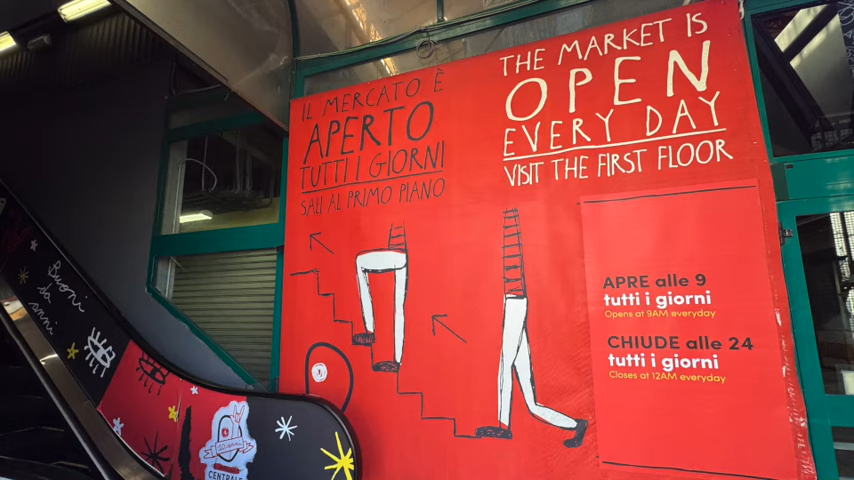 IL MERCATO È
APERTO
TUTTI I GIORNI
SALI AL PRIMO PIANO
THE MARKET IS
OPEN
EVERY DAY
VISIT THE FIRST FLOOR
APRE alle 9
tutti i giorni
Opens at 9AM everyday
CHIUDE alle 24
tutti i giorni
Closes at 12AM everyday
Buoni
da
anni
CENTRALE